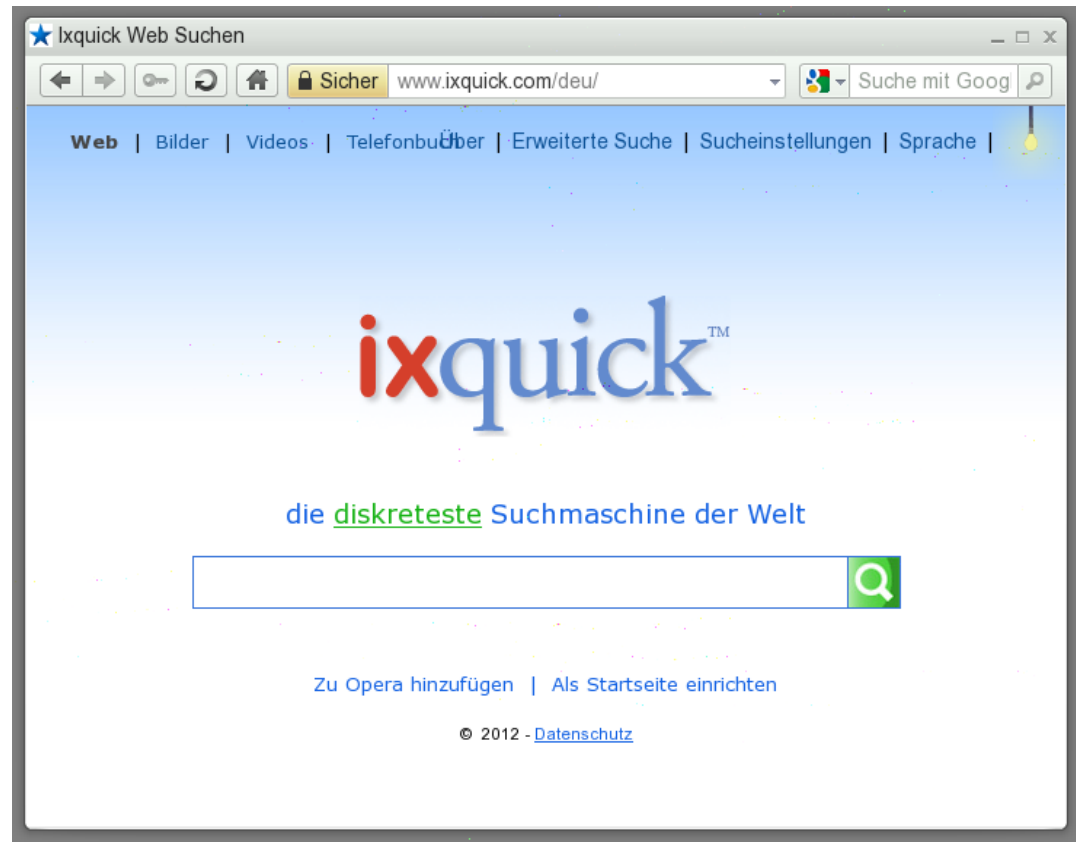 Ixquick Web Suchen
Sicher www.ixquick.com/deu/ Suche mit Goog
Web | Bilder | Videos | Telefonbuch Über | Erweiterte Suche | Sucheinstellungen | Sprache |
ixquick™
die diskreteste Suchmaschine der Welt
Zu Opera hinzufügen | Als Startseite einrichten
© 2012 - Datenschutz